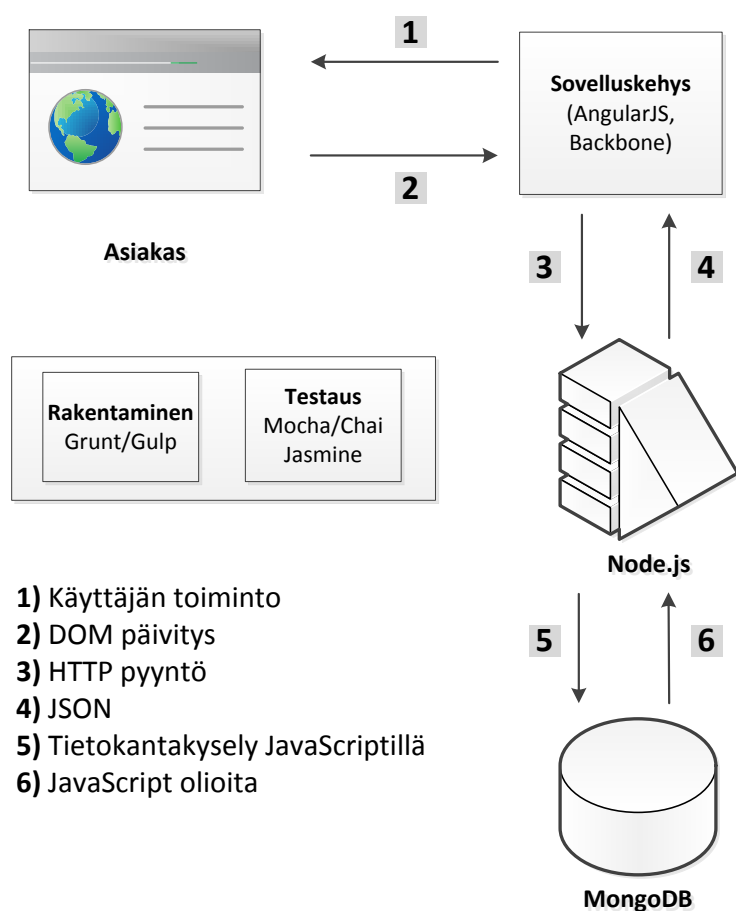 1
Sovelluskehys
(AngularJS,
Backbone)
2
Asiakas
3
4
Rakentaminen
Grunt/Gulp
Testaus
Mocha/Chai
Jasmine
Node.js
1) Käyttäjän toiminto
2) DOM päivitys
3) HTTP pyyntö
4) JSON
5) Tietokantakysely JavaScriptillä
6) JavaScript olioita
5
6
MongoDB